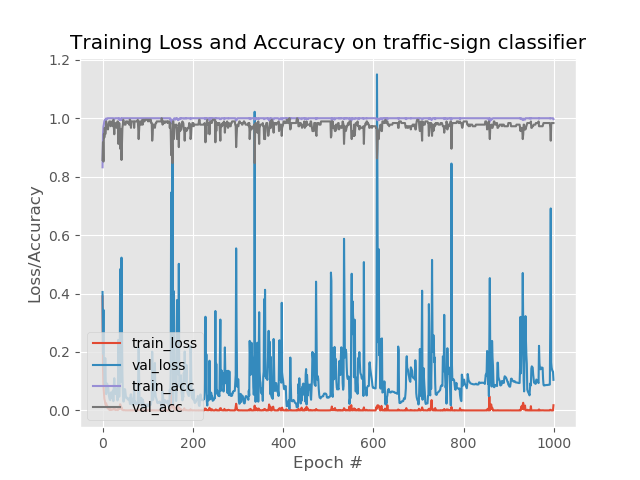 Training Loss and Accuracy on traffic-sign classifier
1.2
1.0
0.8
0.6
0.4
0.2
0.0
Loss/Accuracy
train_loss
val_loss
train_acc
val_acc
0 200 400 600 800 1000
Epoch #